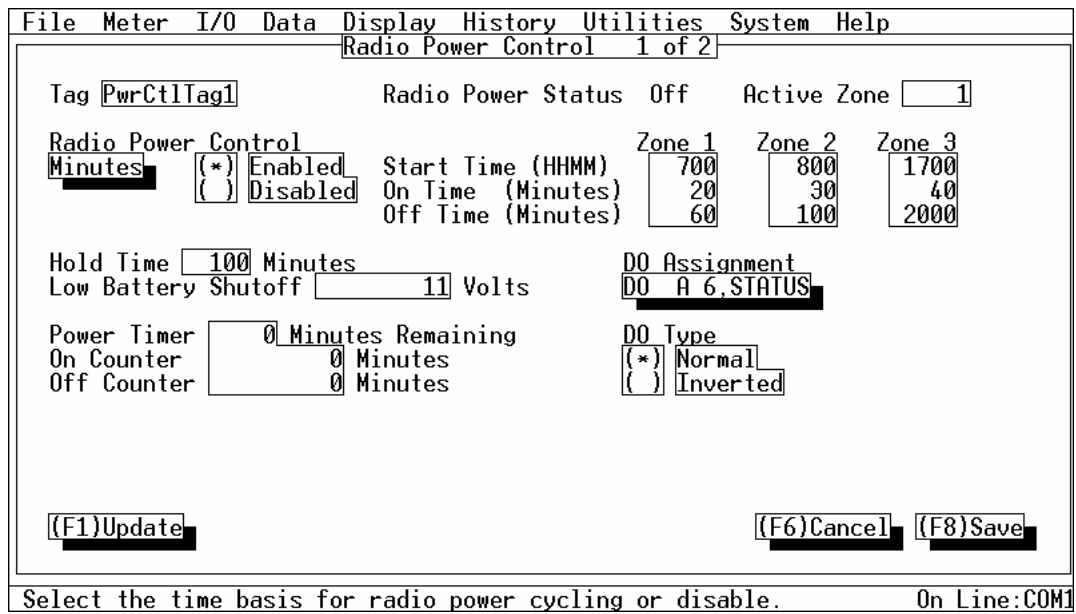 File Meter I/O Data Display History Utilities System Help
Radio Power Control 1 of 2
Tag PwrCtlTag1 Radio Power Status Off Active Zone 1
Radio Power Control Zone 1 Zone 2 Zone 3
Minutes (*) Enabled Start Time (HHMM) 700 800 1700
( ) Disabled On Time (Minutes) 20 30 40
Off Time (Minutes) 60 100 2000
Hold Time 100 Minutes DO Assignment
Low Battery Shutoff 11 Volts DO A 6,STATUS
Power Timer 0 Minutes Remaining DO Type
On Counter 0 Minutes (*) Normal
Off Counter 0 Minutes ( ) Inverted
(F1)Update (F6)Cancel (F8)Save
Select the time basis for radio power cycling or disable. On Line:COM1